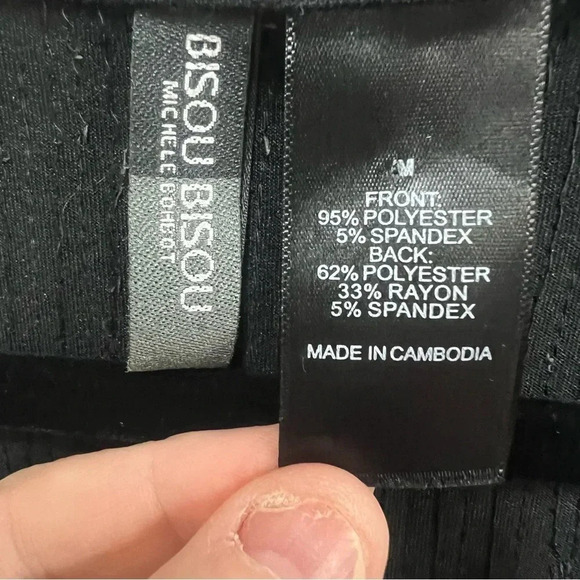 BISOU BISOU
MICHELE BOHBOT
M
FRONT:
95% POLYESTER
5% SPANDEX
BACK:
62% POLYESTER
33% RAYON
5% SPANDEX
MADE IN CAMBODIA